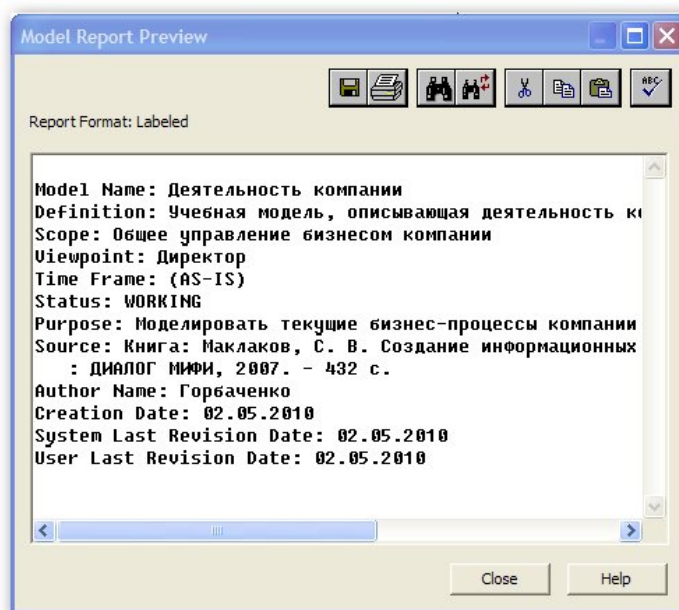 Model Report Preview
ABC
Report Format: Labeled
Model Name: Деятельность компании
Definition: Учебная модель, описывающая деятельность
Scope: Общее управление бизнесом компании
Viewpoint: Директор
Time Frame: (AS-IS)
Status: WORKING
Purpose: Моделировать текущие бизнес-процессы компании
Source: Книга: Маклаков, С. В. Создание информационных
: ДИАЛОГ МИФИ, 2007. - 432 с.
Author Name: Горбаченко
Creation Date: 02.05.2010
System Last Revision Date: 02.05.2010
User Last Revision Date: 02.05.2010
Close Help